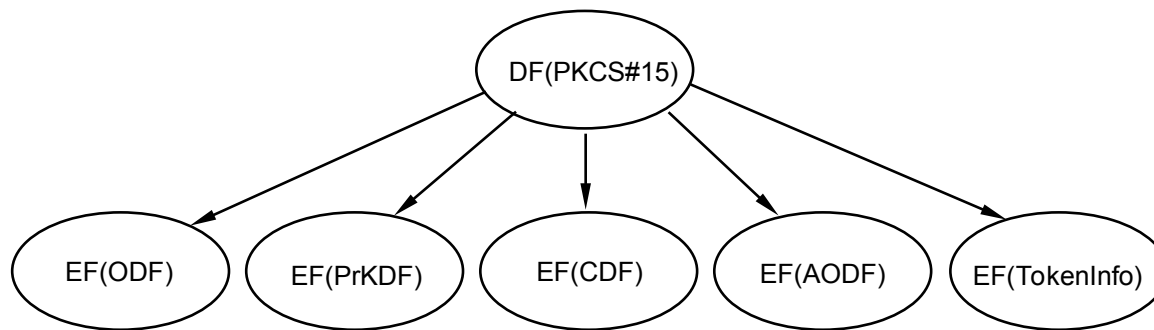 DF(PKCS#15)
EF(ODF)
EF(PrKDF)
EF(CDF)
EF(AODF)
EF(TokenInfo)